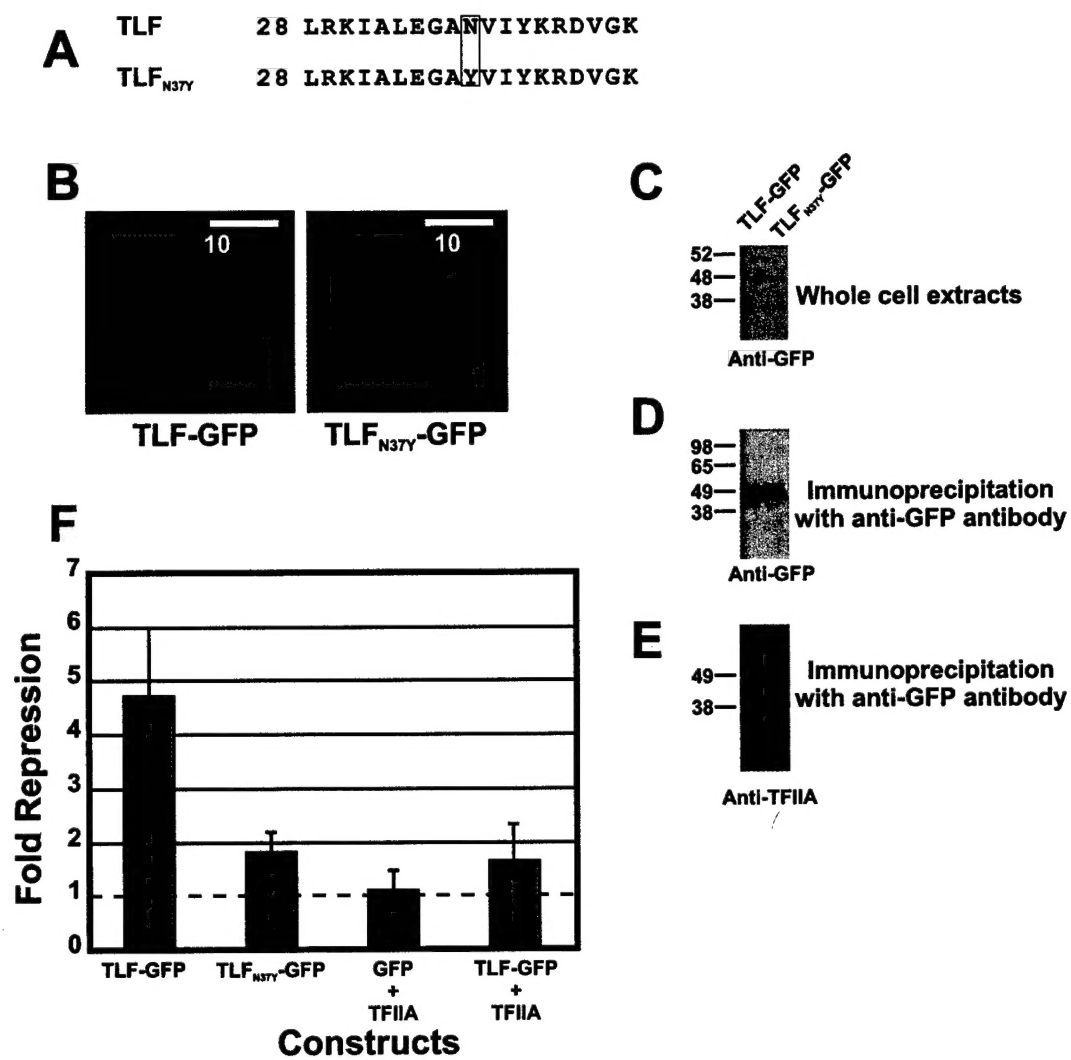 A
TLF 28 LRKIALEGANVIYKRDVGK
TLFN37Y 28 LRKIALEGAYVIYKRDVGK
B
10
10
TLF-GFP
TLFN37Y-GFP
C
TLF-GFP
TLFN37Y-GFP
52
48
38
Whole cell extracts
Anti-GFP
D
98
65
49
38
Immunoprecipitation
with anti-GFP antibody
Anti-GFP
E
49
38
Immunoprecipitation
with anti-GFP antibody
Anti-TFIIA
F
Fold Repression
7
6
5
4
3
2
1
0
TLF-GFP
TLFN37Y-GFP
GFP
+
TFIIA
TLF-GFP
+
TFIIA
Constructs